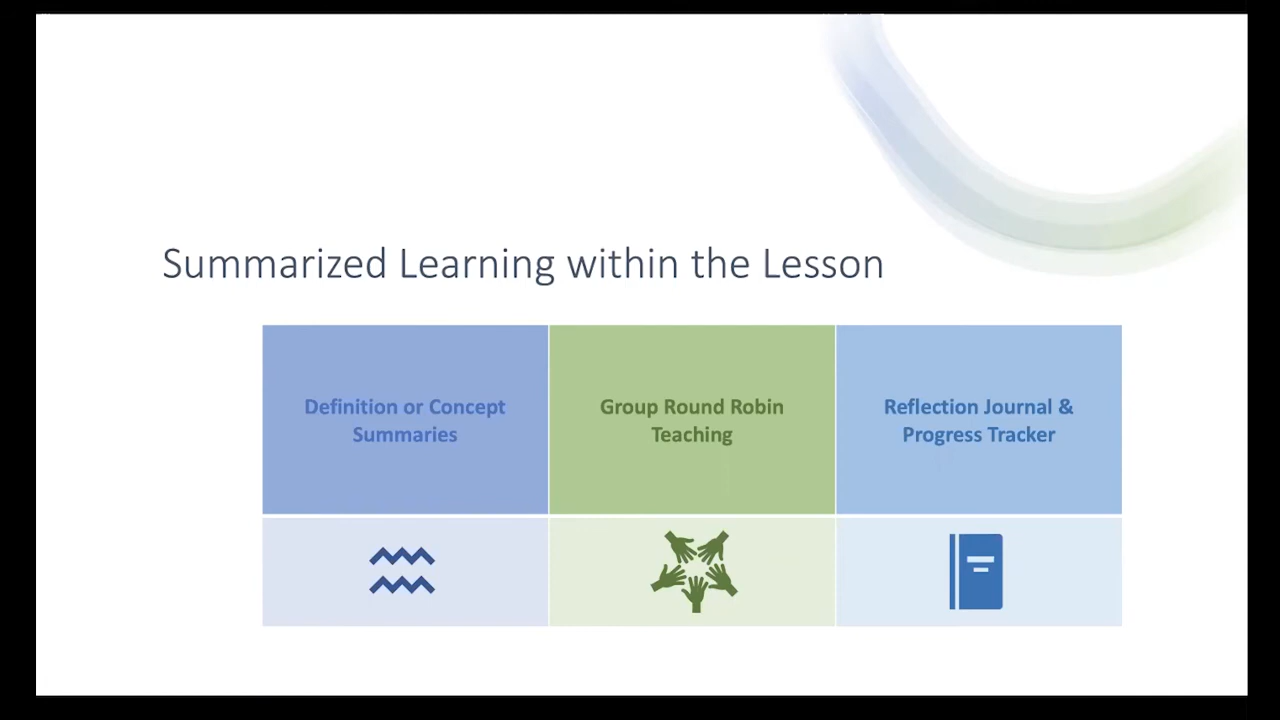 Summarized Learning within the Lesson
Definition or Concept
Summaries
Group Round Robin
Teaching
Reflection Journal &
Progress Tracker